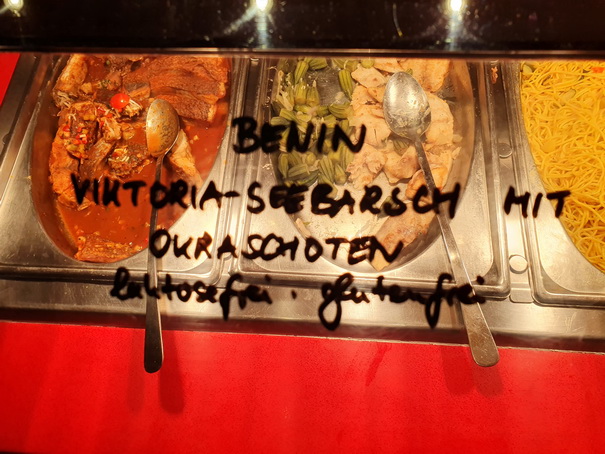 BENIN
VIKTORIA-SEEBARSCH MIT
OKRASCHOTEN
laktosefrei . glutenfrei